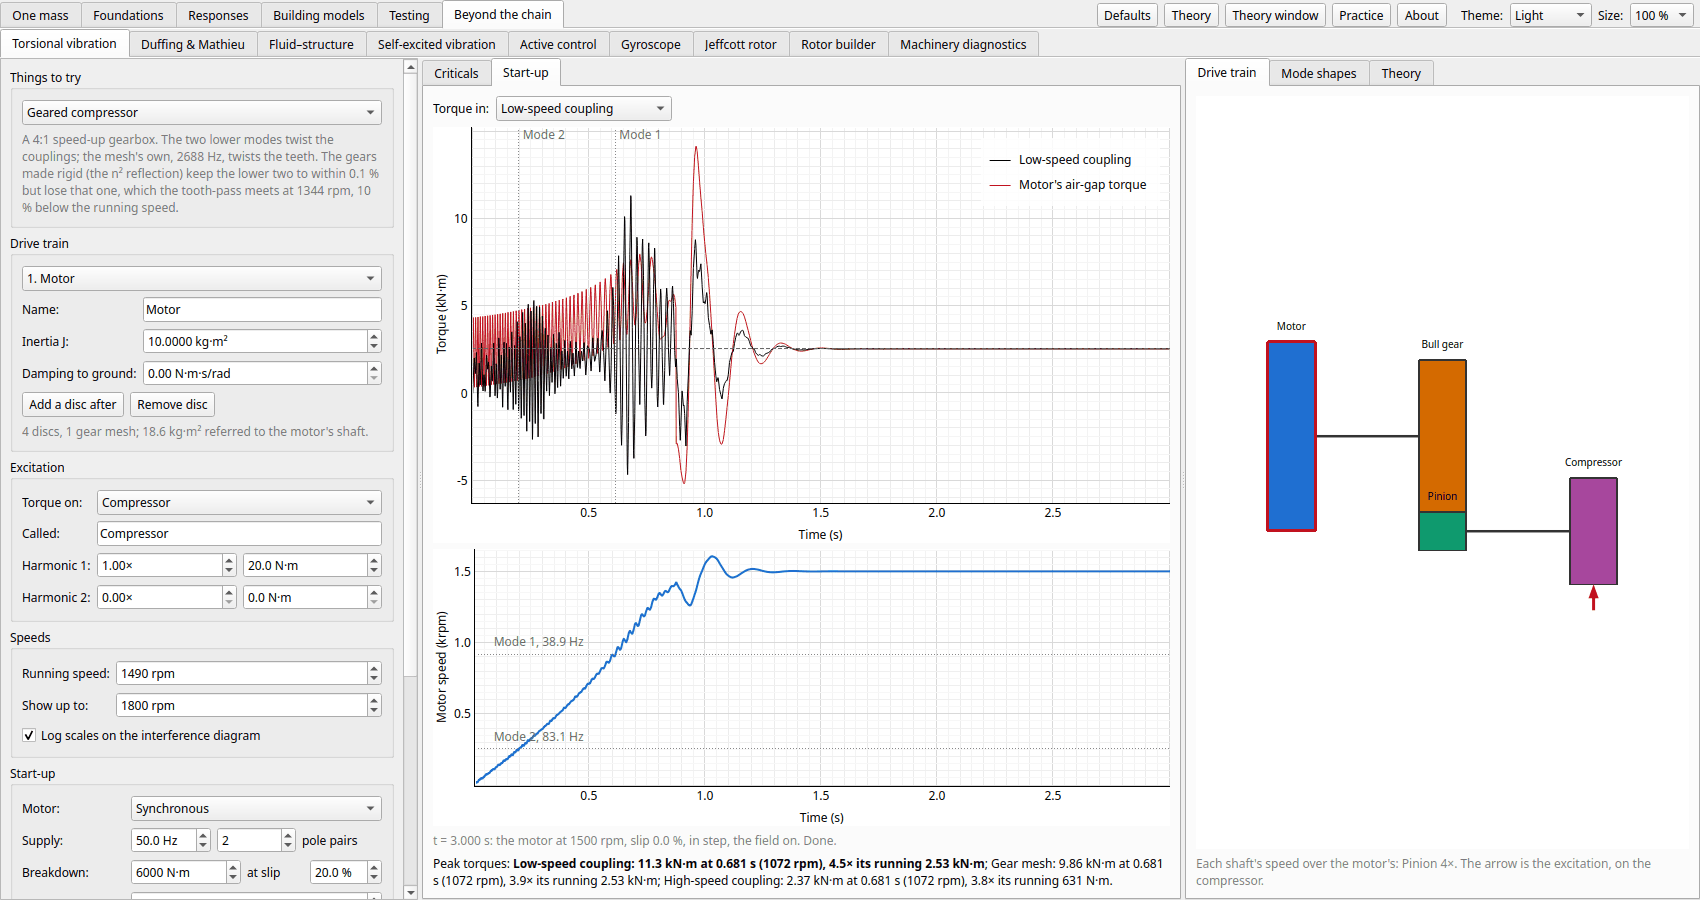 One mass
Foundations
Responses
Building models
Testing
Beyond the chain
Defaults
Theory
Theory window
Practice
About
Theme:
Light
Size:
100 %
Torsional vibration
Duffing & Mathieu
Fluid–structure
Self-excited vibration
Active control
Gyroscope
Jeffcott rotor
Rotor builder
Machinery diagnostics
Things to try
Geared compressor
A 4:1 speed-up gearbox. The two lower modes twist the
couplings; the mesh's own, 2688 Hz, twists the teeth. The gears
made rigid (the n² reflection) keep the lower two to within 0.1 %
but lose that one, which the tooth-pass meets at 1344 rpm, 10
% below the running speed.
Drive train
1. Motor
Name:
Motor
Inertia J:
10.0000 kg·m²
Damping to ground:
0.00 N·m·s/rad
Add a disc after
Remove disc
4 discs, 1 gear mesh; 18.6 kg·m² referred to the motor's shaft.
Excitation
Torque on:
Compressor
Called:
Compressor
Harmonic 1:
1.00×
20.0 N·m
Harmonic 2:
0.00×
0.0 N·m
Speeds
Running speed:
1490 rpm
Show up to:
1800 rpm
Log scales on the interference diagram
Start-up
Motor:
Synchronous
Supply:
50.0 Hz
2
pole pairs
Breakdown:
6000 N·m
at slip
20.0 %
Criticals
Start-up
Torque in:
Low-speed coupling
Mode 2
Mode 1
Low-speed coupling
Motor's air-gap torque
Torque (kN·m)
10
5
0
-5
0.5
1.0
1.5
2.0
2.5
Time (s)
Motor speed (krpm)
1.5
1.0
0.5
Mode 1, 38.9 Hz
Mode 2, 83.1 Hz
0.5
1.0
1.5
2.0
2.5
Time (s)
t = 3.000 s: the motor at 1500 rpm, slip 0.0 %, in step, the field on. Done.
Peak torques: Low-speed coupling: 11.3 kN·m at 0.681 s (1072 rpm), 4.5× its running 2.53 kN·m; Gear mesh: 9.86 kN·m at 0.681
s (1072 rpm), 3.9× its running 2.53 kN·m; High-speed coupling: 2.37 kN·m at 0.681 s (1072 rpm), 3.8× its running 631 N·m.
Drive train
Mode shapes
Theory
Motor
Bull gear
Pinion
Compressor
Each shaft's speed over the motor's: Pinion 4×. The arrow is the excitation, on the
compressor.